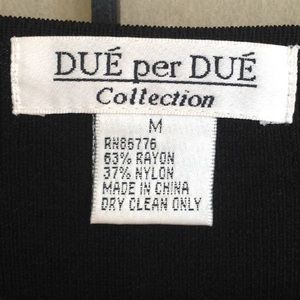 DUÉ per DUÉ
Collection
M
RN86776
63% RAYON
37% NYLON
MADE IN CHINA
DRY CLEAN ONLY